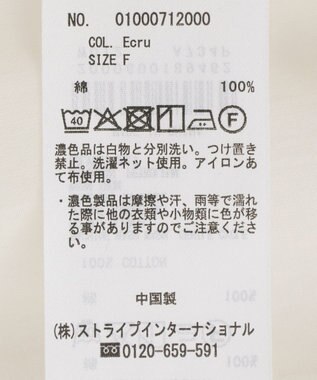 NO. 01000712000
COL. Ecru
SIZE F
綿 100%
40 F
濃色品は白物と分別洗い。つけ置き
禁止。洗濯ネット使用。アイロンあ
て布使用。
・濃色製品は摩擦や汗、雨等で濡れ
た際に他の衣類や小物類に色が移
る事がありますのでご注意くださ
い。
中国製
(株)ストライプインターナショナル
0120-659-591